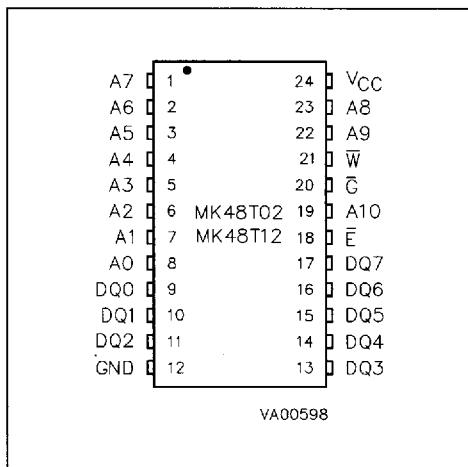 A7 1 24 VCC
A6 2 23 A8
A5 3 22 A9
A4 4 21 W̅
A3 5 20 G̅
A2 6 MK48T02 19 A10
A1 7 MK48T12 18 E̅
A0 8 17 DQ7
DQ0 9 16 DQ6
DQ1 10 15 DQ5
DQ2 11 14 DQ4
GND 12 13 DQ3
VA00598